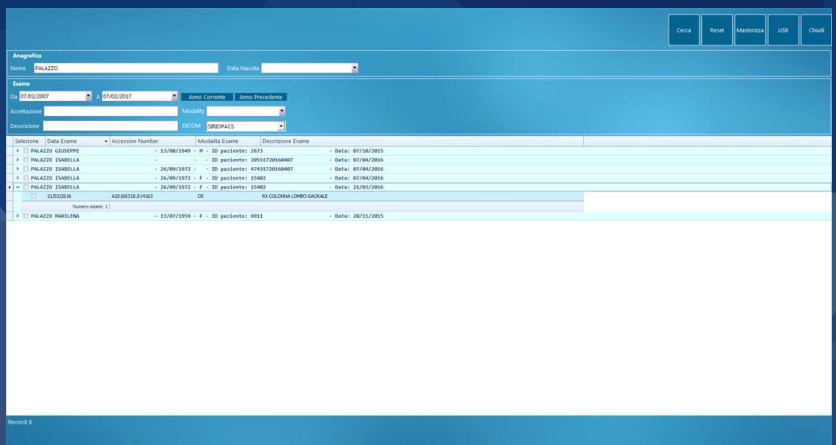 Cerca Reset Masterizza USB Chiudi
Anagrafica
Nome PALAZZO Data Nascita
Esame
Da 07/02/2007 A 07/02/2017 Anno Corrente Anno Precedente
Accettazione Modality
Descrizione DICOM SIRIOPACS
Selezione Data Esame Accession Number Modalita Esame Descrizione Esame
PALAZZO GIUSEPPE - 13/08/1949 - M - ID paziente: 2673 - Data: 07/10/2015
PALAZZO ISABELLA - - - ID paziente: 20551720160407 - Data: 07/04/2016
PALAZZO ISABELLA - 26/09/1972 - - ID paziente: 47431720160407 - Data: 07/04/2016
PALAZZO ISABELLA - 26/09/1972 - F - ID paziente: 15402 - Data: 07/04/2016
PALAZZO ISABELLA - 26/09/1972 - F - ID paziente: 15402 - Data: 21/03/2016
21/03/2016 A20160318.814163 CR RX COLONNA LOMBO-SACRALE
Numero esami: 1
PALAZZO MARILENA - 13/07/1959 - F - ID paziente: 6911 - Data: 20/11/2015
Record: 6